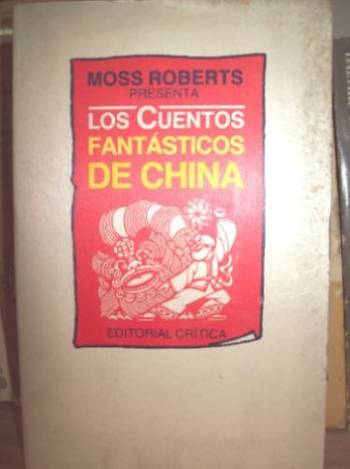 MOSS ROBERTS
PRESENTA
LOS CUENTOS
FANTÁSTICOS
DE CHINA
EDITORIAL CRÍTICA